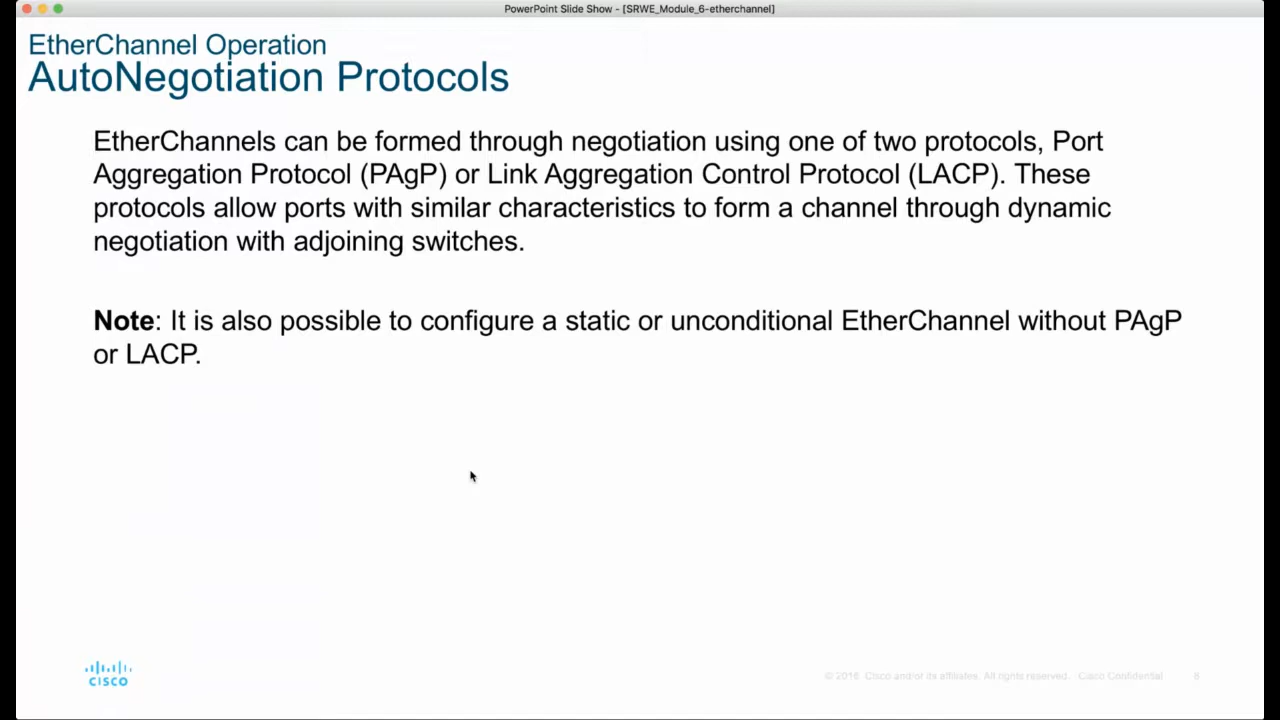 PowerPoint Slide Show - [SRWE_Module_6-etherchannel]
EtherChannel Operation
AutoNegotiation Protocols
EtherChannels can be formed through negotiation using one of two protocols, Port
Aggregation Protocol (PAgP) or Link Aggregation Control Protocol (LACP). These
protocols allow ports with similar characteristics to form a channel through dynamic
negotiation with adjoining switches.
Note: It is also possible to configure a static or unconditional EtherChannel without PAgP
or LACP.
CISCO
© 2016 Cisco and/or its affiliates. All rights reserved. Cisco Confidential